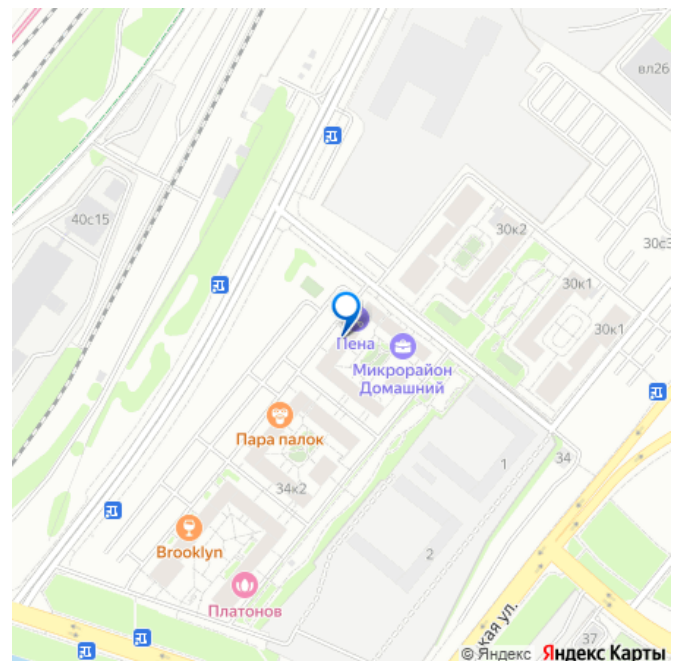 вл26
40с15
30к2
30с3
30к1
30к1
Пена
Микрорайон
Домашний
Пара палок
34
1
34к2
Brooklyn
2
Платонов
кая ул.
37
© Яндекс Яндекс Карты